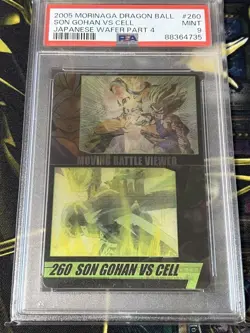 2005 MORINAGA DRAGON BALL #260
SON GOHAN VS CELL MINT
JAPANESE WAFER PART 4 9
PSA 88364735
MOVING BATTLE VIEWER
260 SON GOHAN VS CELL